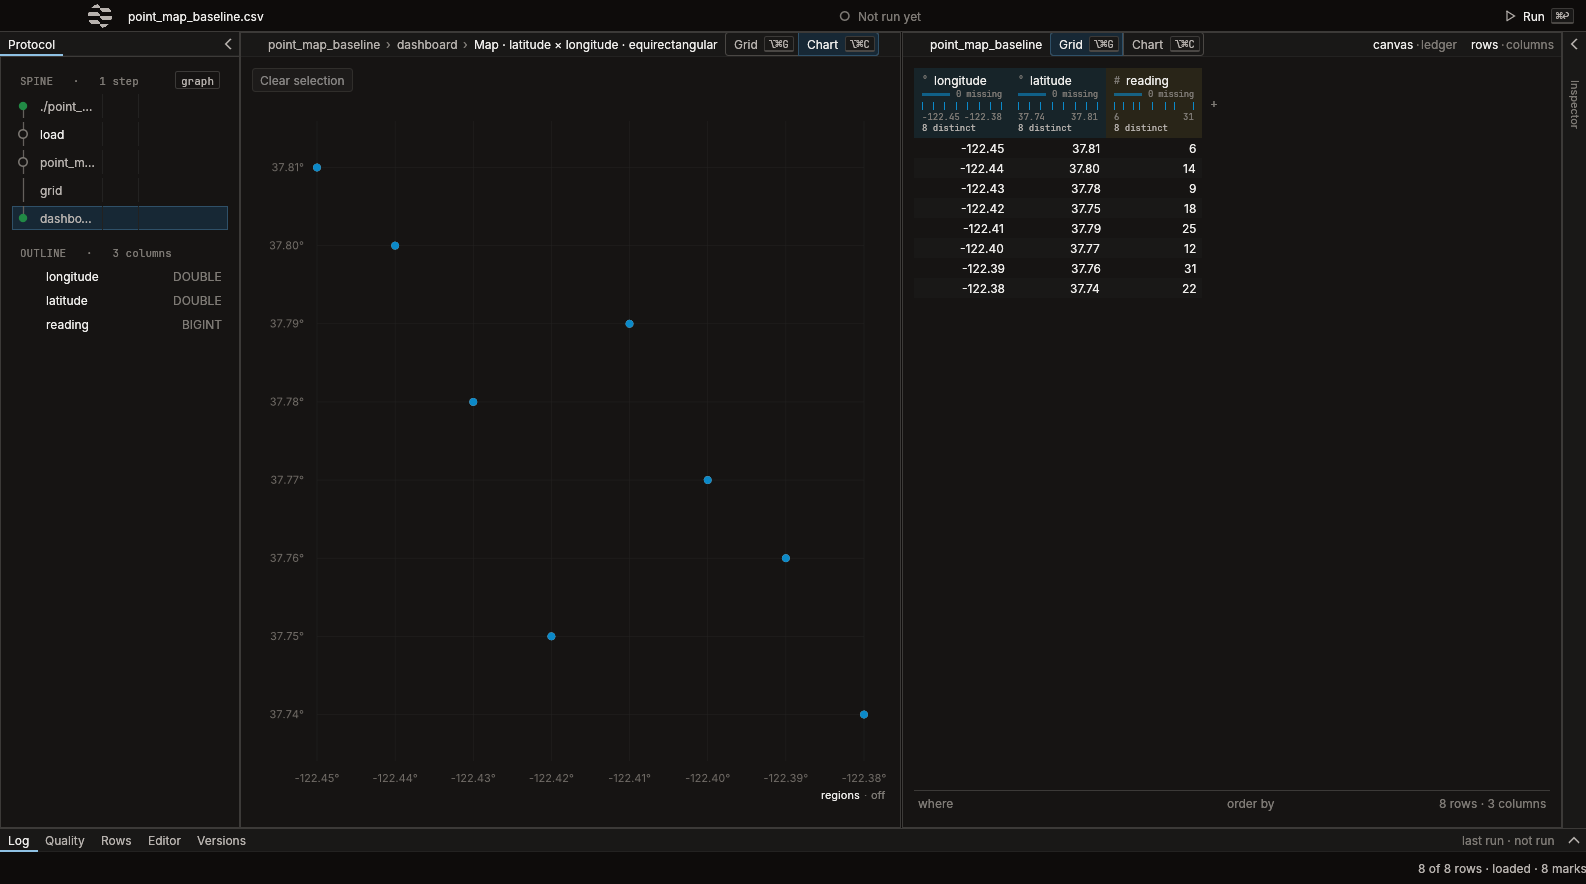 point_map_baseline.csv
Not run yet
Run ⌘⏎
Protocol
SPINE · 1 step graph
./point_...
load
point_m...
grid
dashbo...
OUTLINE · 3 columns
longitude DOUBLE
latitude DOUBLE
reading BIGINT
point_map_baseline › dashboard › Map · latitude × longitude · equirectangular Grid ⌥⌘G Chart ⌥⌘C
Clear selection
37.81°
37.80°
37.79°
37.78°
37.77°
37.76°
37.75°
37.74°
-122.45° -122.44° -122.43° -122.42° -122.41° -122.40° -122.39° -122.38°
regions · off
point_map_baseline Grid ⌥⌘G Chart ⌥⌘C canvas · ledger rows · columns
° longitude ° latitude # reading
0 missing 0 missing 0 missing
-122.45 -122.38 37.74 37.81 6 31
8 distinct 8 distinct 8 distinct
+
-122.45 37.81 6
-122.44 37.80 14
-122.43 37.78 9
-122.42 37.75 18
-122.41 37.79 25
-122.40 37.77 12
-122.39 37.76 31
-122.38 37.74 22
where order by 8 rows · 3 columns
Inspector
Log Quality Rows Editor Versions last run · not run
8 of 8 rows · loaded · 8 marks